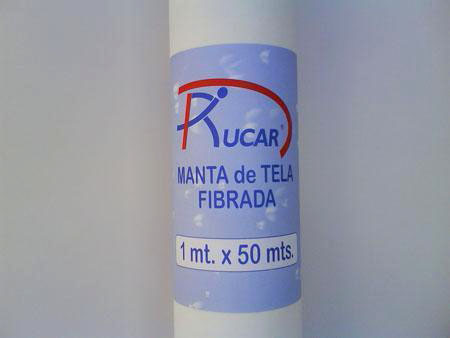 RUCAR®
MANTA de TELA
FIBRADA
1 mt. x 50 mts.